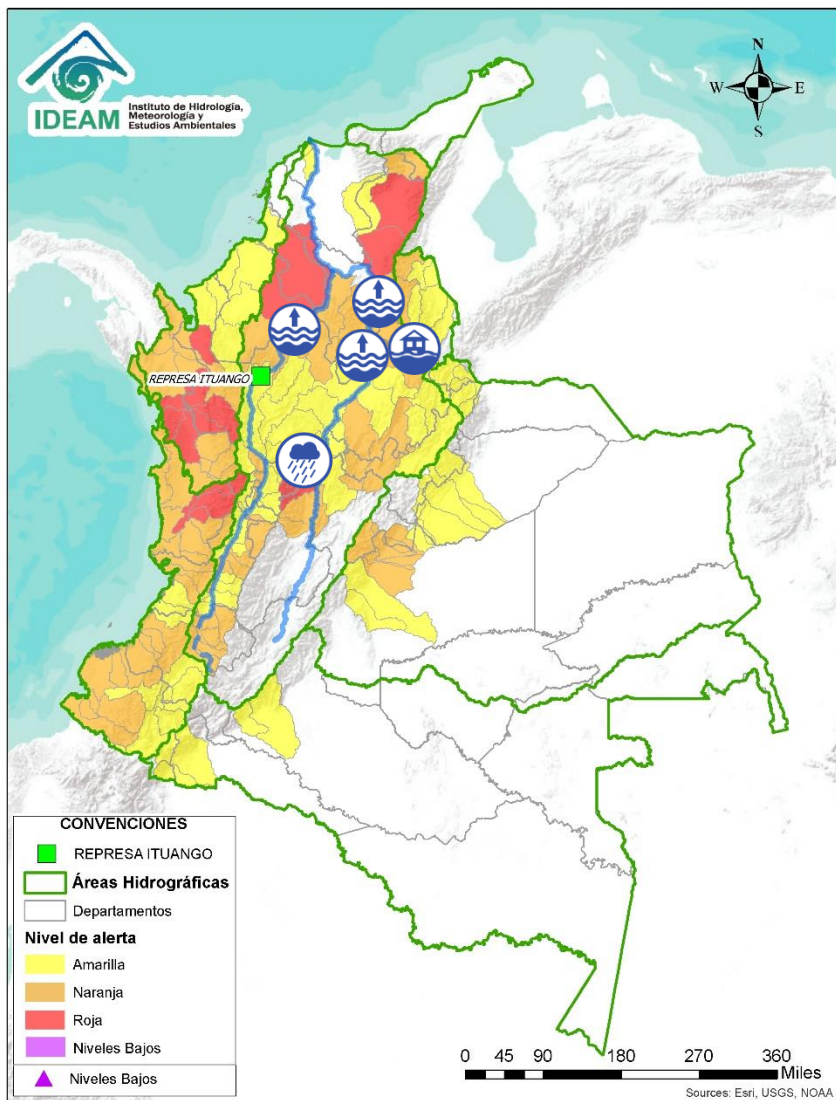 IDEAM
Instituto de Hidrología,
Meteorología y
Estudios Ambientales
N
W
E
S
REPRESA ITUANGO
CONVENCIONES
REPRESA ITUANGO
Áreas Hidrográficas
Departamentos
Nivel de alerta
Amarilla
Naranja
Roja
Niveles Bajos
Niveles Bajos
0 45 90 180 270 360
Miles
Sources: Esri, USGS, NOAA